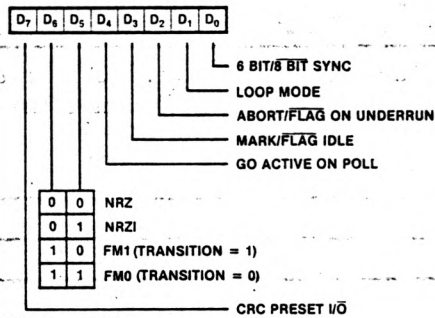 D7 D6 D5 D4 D3 D2 D1 D0
6 BIT/8 BIT SYNC
LOOP MODE
ABORT/FLAG ON UNDERRUN
MARK/FLAG IDLE
GO ACTIVE ON POLL
0 0 NRZ
0 1 NRZI
1 0 FM1 (TRANSITION = 1)
1 1 FM0 (TRANSITION = 0)
CRC PRESET I/O